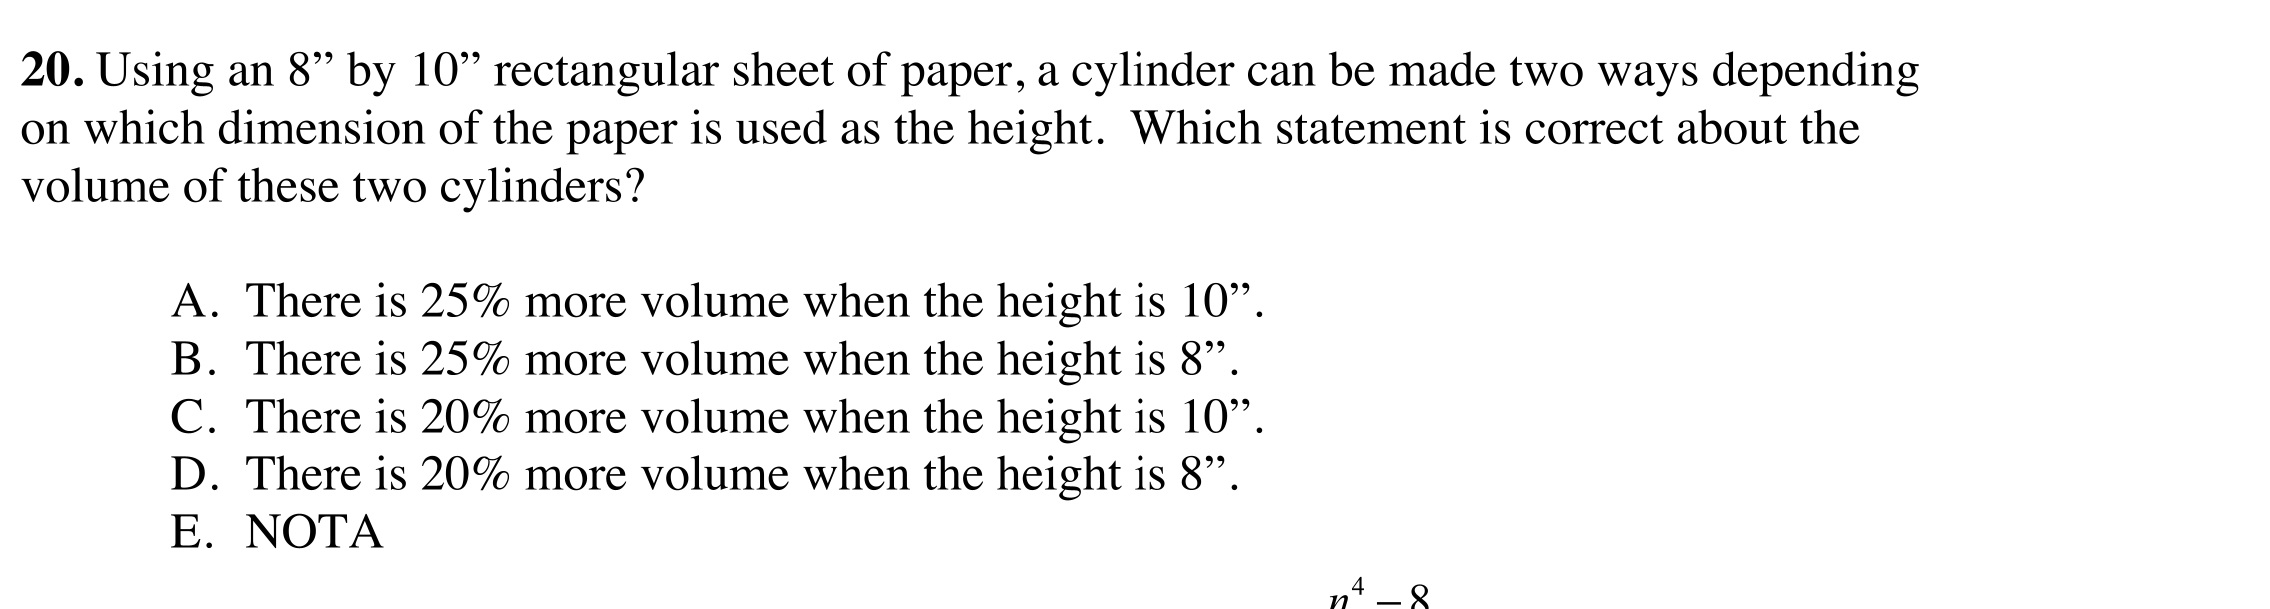 20. Using an 8” by 10” rectangular sheet of paper, a cylinder can be made two ways depending
on which dimension of the paper is used as the height.  Which statement is correct about the
volume of these two cylinders?
A. There is 25% more volume when the height is 10”.
B. There is 25% more volume when the height is 8”.
C. There is 20% more volume when the height is 10”.
D. There is 20% more volume when the height is 8”.
E. NOTA
n⁴ − 8